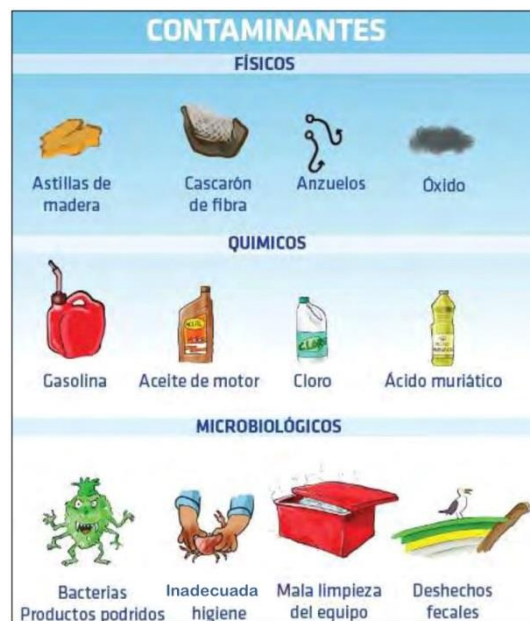 CONTAMINANTES
FÍSICOS
Astillas de
madera
Cascarón
de fibra
Anzuelos
Óxido
QUIMICOS
Gasolina
Aceite de motor
Cloro
Ácido muriático
MICROBIOLÓGICOS
Bacterias
Productos podridos
Inadecuada
higiene
Mala limpieza
del equipo
Deshechos
fecales